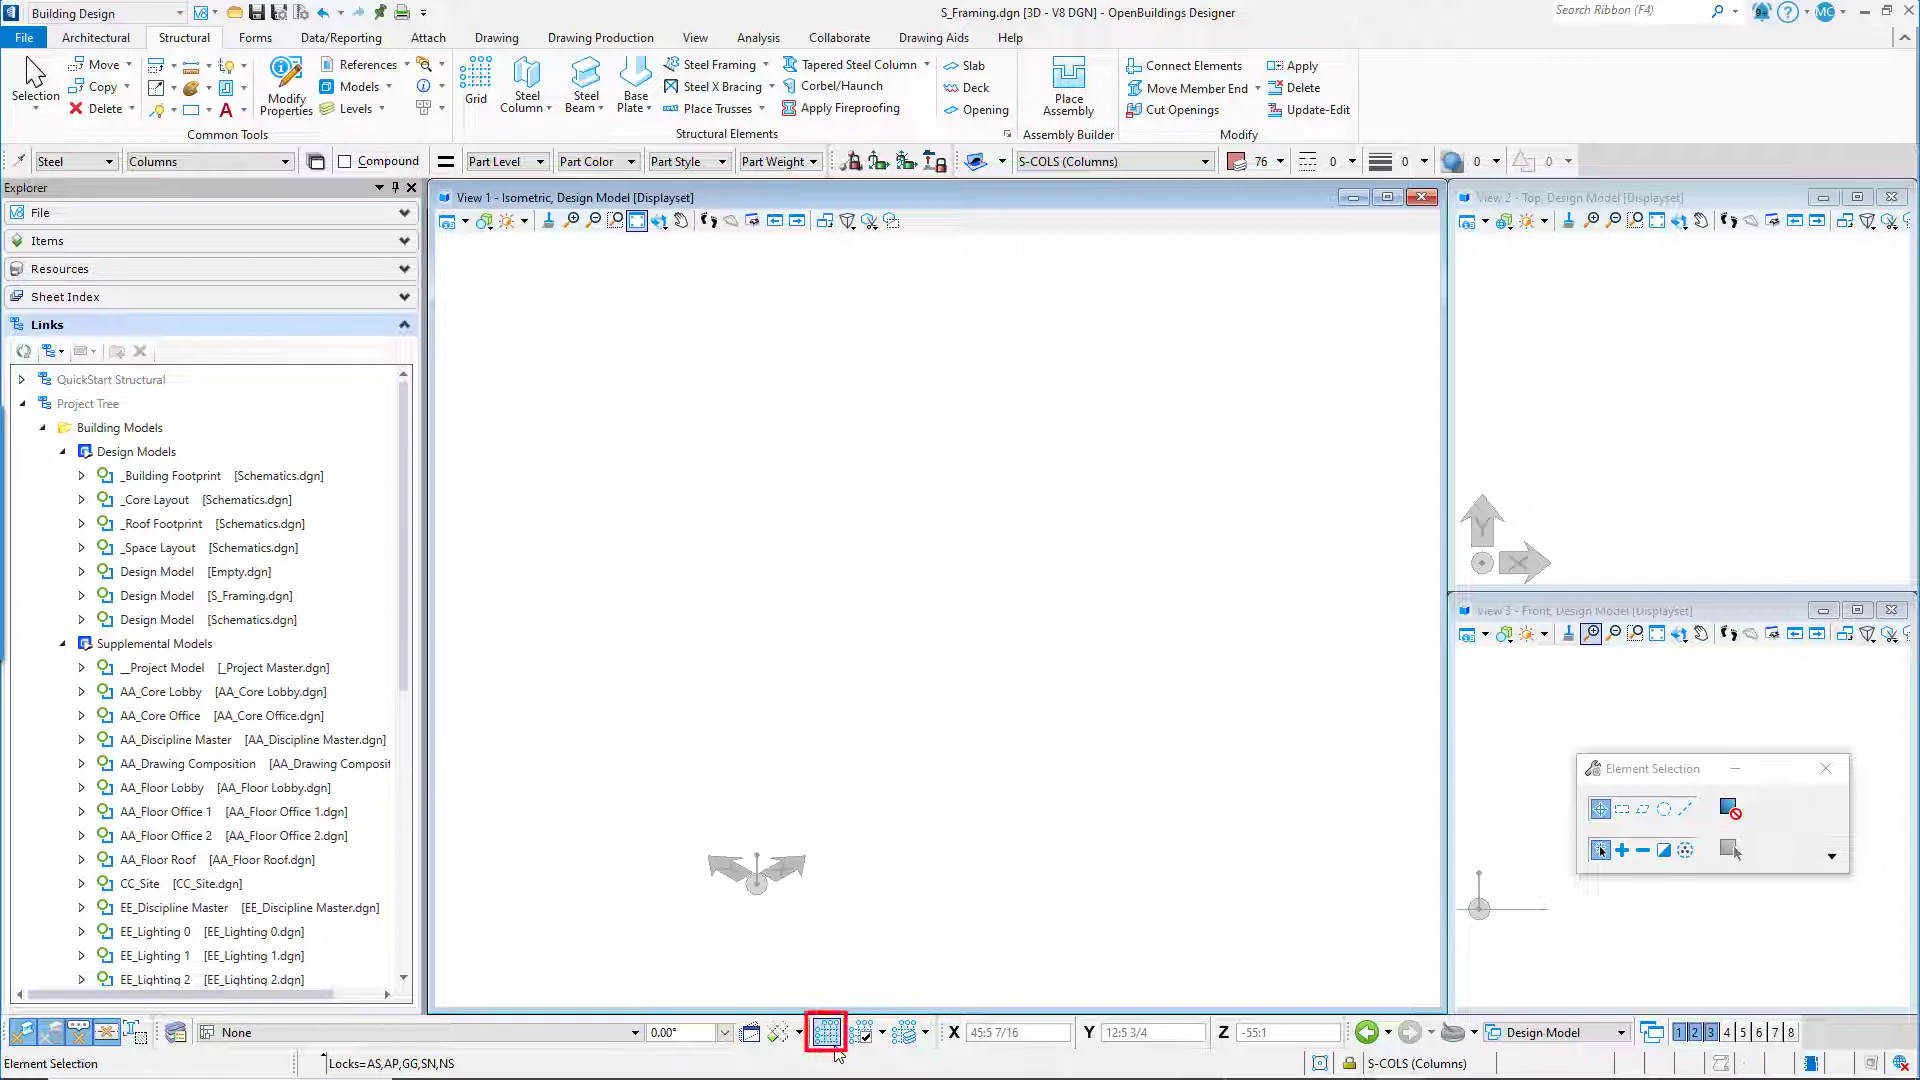 Building Design
S_Framing.dgn [3D - V8 DGN] - OpenBuildings Designer
Search Ribbon (F4)
MC
File
Architectural
Structural
Forms
Data/Reporting
Attach
Drawing
Drawing Production
View
Analysis
Collaborate
Drawing Aids
Help
Selection
Move
Copy
Delete
Modify Properties
References
Models
Levels
Common Tools
Grid
Steel Column
Steel Beam
Base Plate
Steel Framing
Steel X Bracing
Place Trusses
Tapered Steel Column
Corbel/Haunch
Apply Fireproofing
Slab
Deck
Opening
Structural Elements
Place Assembly
Assembly Builder
Connect Elements
Move Member End
Cut Openings
Apply
Delete
Update-Edit
Modify
Steel
Columns
Compound
Part Level
Part Color
Part Style
Part Weight
S-COLS (Columns)
76
0
0
0
0
Explorer
File
Items
Resources
Sheet Index
Links
QuickStart Structural
Project Tree
Building Models
Design Models
_Building Footprint [Schematics.dgn]
_Core Layout [Schematics.dgn]
_Roof Footprint [Schematics.dgn]
_Space Layout [Schematics.dgn]
Design Model [Empty.dgn]
Design Model [S_Framing.dgn]
Design Model [Schematics.dgn]
Supplemental Models
__Project Model [_Project Master.dgn]
AA_Core Lobby [AA_Core Lobby.dgn]
AA_Core Office [AA_Core Office.dgn]
AA_Discipline Master [AA_Discipline Master.dgn]
AA_Drawing Composition [AA_Drawing Composit
AA_Floor Lobby [AA_Floor Lobby.dgn]
AA_Floor Office 1 [AA_Floor Office 1.dgn]
AA_Floor Office 2 [AA_Floor Office 2.dgn]
AA_Floor Roof [AA_Floor Roof.dgn]
CC_Site [CC_Site.dgn]
EE_Discipline Master [EE_Discipline Master.dgn]
EE_Lighting 0 [EE_Lighting 0.dgn]
EE_Lighting 1 [EE_Lighting 1.dgn]
EE_Lighting 2 [EE_Lighting 2.dgn]
View 1 - Isometric, Design Model [Displayset]
View 2 - Top, Design Model [Displayset]
Y
X
View 3 - Front, Design Model [Displayset]
Element Selection
None
0.00°
X 45:5 7/16
Y 12:5 3/4
Z -55:1
Design Model
1 2 3 4 5 6 7 8
Element Selection
Locks=AS,AP,GG,SN,NS
S-COLS (Columns)